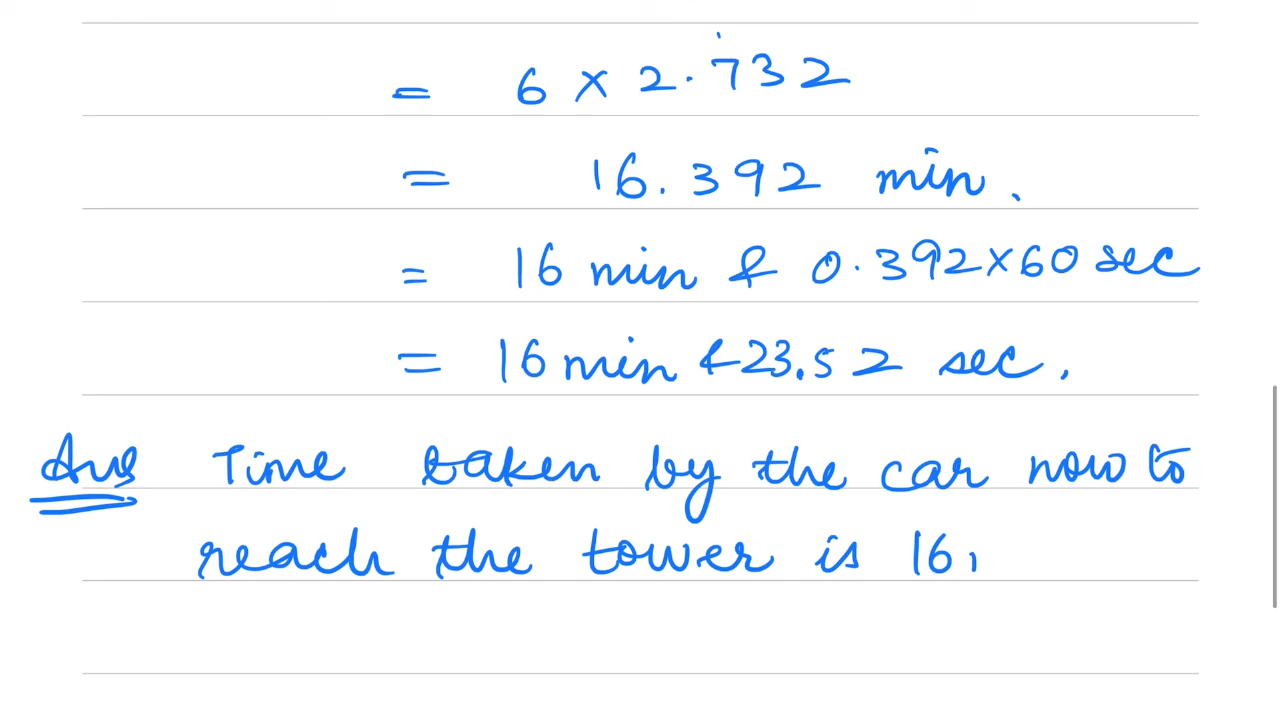 = 6 × 2.732
= 16.392 min.
= 16 min & 0.392×60 sec
= 16 min & 23.52 sec.
Ans Time taken by the car now to
reach the tower is 16